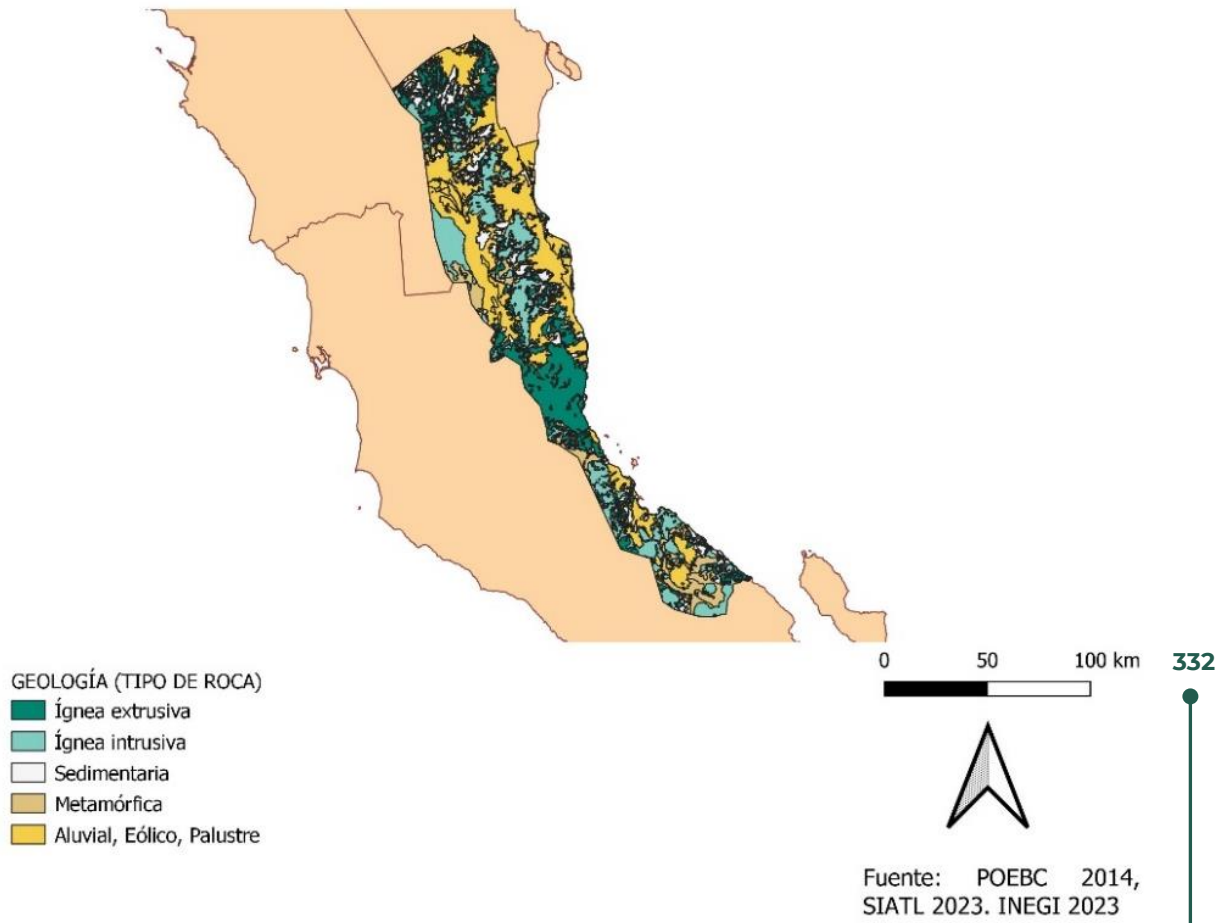 GEOLOGÍA (TIPO DE ROCA)
Ígnea extrusiva
Ígnea intrusiva
Sedimentaria
Metamórfica
Aluvial, Eólico, Palustre
0 50 100 km
332
Fuente: POEBC 2014,
SIATL 2023. INEGI 2023